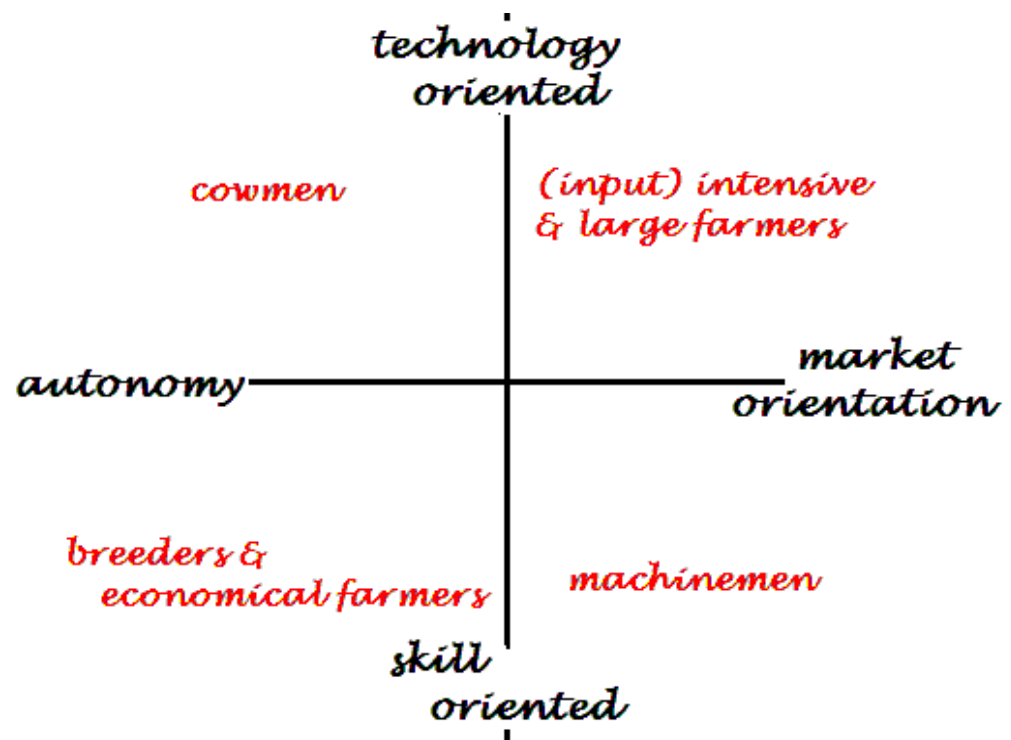 technology
oriented
cowmen
(input) intensive
& large farmers
autonomy
market
orientation
breeders &
economical farmers
machinemen
skill
oriented